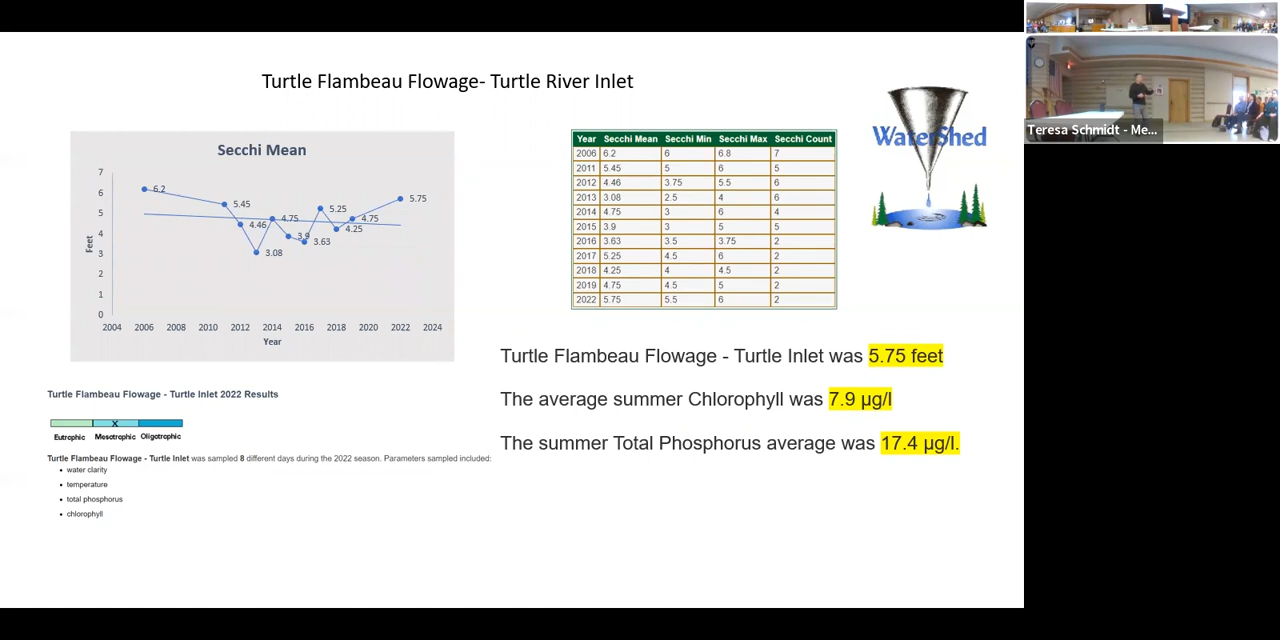 Turtle Flambeau Flowage- Turtle River Inlet
WaterShed
Secchi Mean
7
6
5
4
3
2
1
0
Feet
6.2
5.45
4.46
3.08
4.75
3.9
3.63
5.25
4.25
4.75
5.75
2004 2006 2008 2010 2012 2014 2016 2018 2020 2022 2024
Year
Year Secchi Mean Secchi Min Secchi Max Secchi Count
2006 6.2 6 6.8 7
2011 5.45 5 6 5
2012 4.46 3.75 5.5 6
2013 3.08 2.5 4 6
2014 4.75 3 6 4
2015 3.9 3 5 5
2016 3.63 3.5 3.75 2
2017 5.25 4.5 6 2
2018 4.25 4 4.5 2
2019 4.75 4.5 5 2
2022 5.75 5.5 6 2
Turtle Flambeau Flowage - Turtle Inlet was 5.75 feet
The average summer Chlorophyll was 7.9 µg/l
The summer Total Phosphorus average was 17.4 µg/l.
Turtle Flambeau Flowage - Turtle Inlet 2022 Results
X
Eutrophic Mesotrophic Oligotrophic
Turtle Flambeau Flowage - Turtle Inlet was sampled 8 different days during the 2022 season. Parameters sampled included:
• water clarity
• temperature
• total phosphorus
• chlorophyll
Teresa Schmidt - Me...